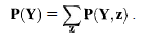 P(Y) = ∑_z P(Y, z) .